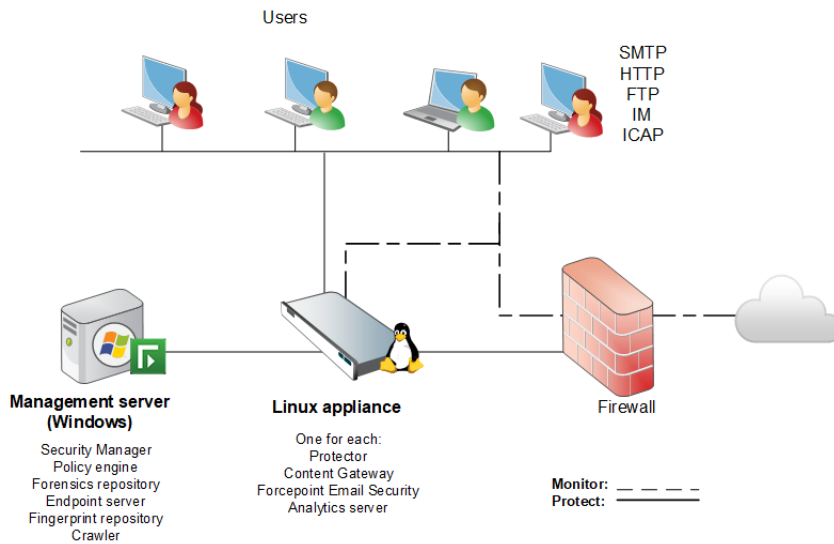 Users
SMTP
HTTP
FTP
IM
ICAP
Management server
(Windows)
Security Manager
Policy engine
Forensics repository
Endpoint server
Fingerprint repository
Crawler
Linux appliance
One for each:
Protector
Content Gateway
Forcepoint Email Security
Analytics server
Firewall
Monitor:
Protect: